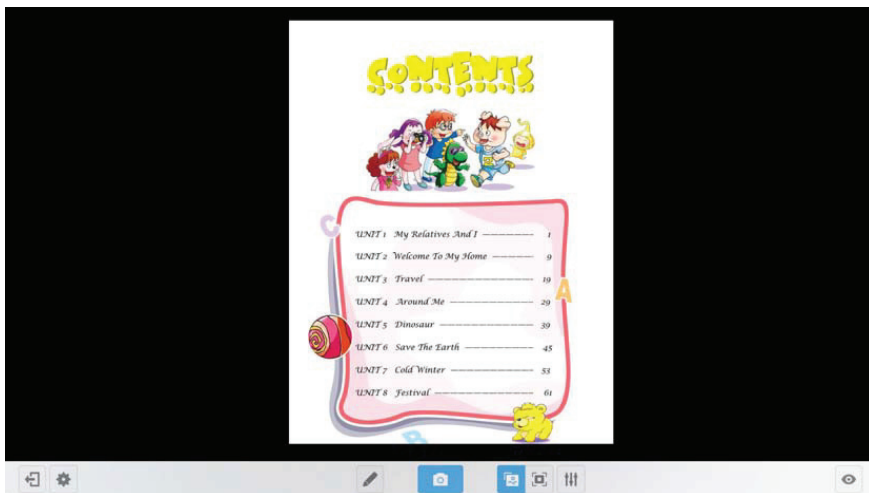 CONTENTS
UNIT 1 My Relatives And I ——————— 1
UNIT 2 Welcome To My Home ————— 9
UNIT 3 Travel ——————————————— 19
UNIT 4 Around Me ——————————— 29
UNIT 5 Dinosaur ———————————— 39
UNIT 6 Save The Earth ————————— 45
UNIT 7 Cold Winter ——————————— 53
UNIT 8 Festival ————————————— 61
C
A
B